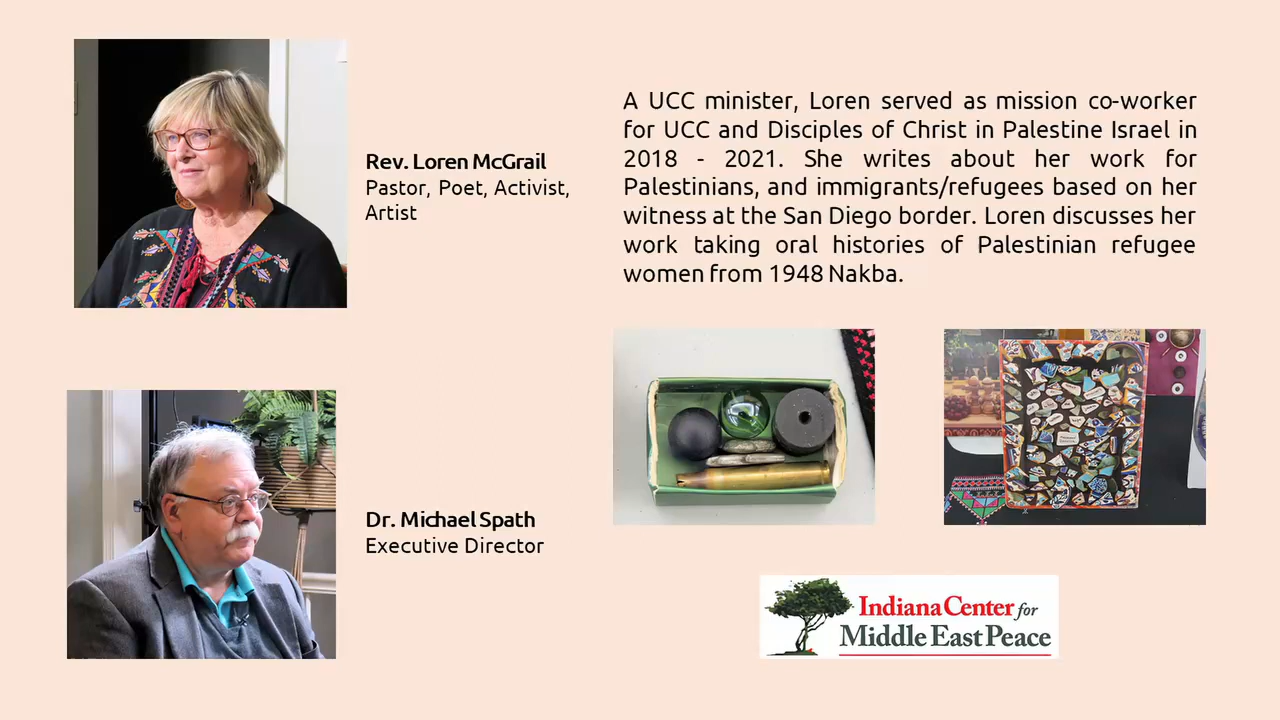 Rev. Loren McGrail
Pastor, Poet, Activist,
Artist
A UCC minister, Loren served as mission co-worker
for UCC and Disciples of Christ in Palestine Israel in
2018 - 2021. She writes about her work for
Palestinians, and immigrants/refugees based on her
witness at the San Diego border. Loren discusses her
work taking oral histories of Palestinian refugee
women from 1948 Nakba.
Dr. Michael Spath
Executive Director
Indiana Center for
Middle East Peace